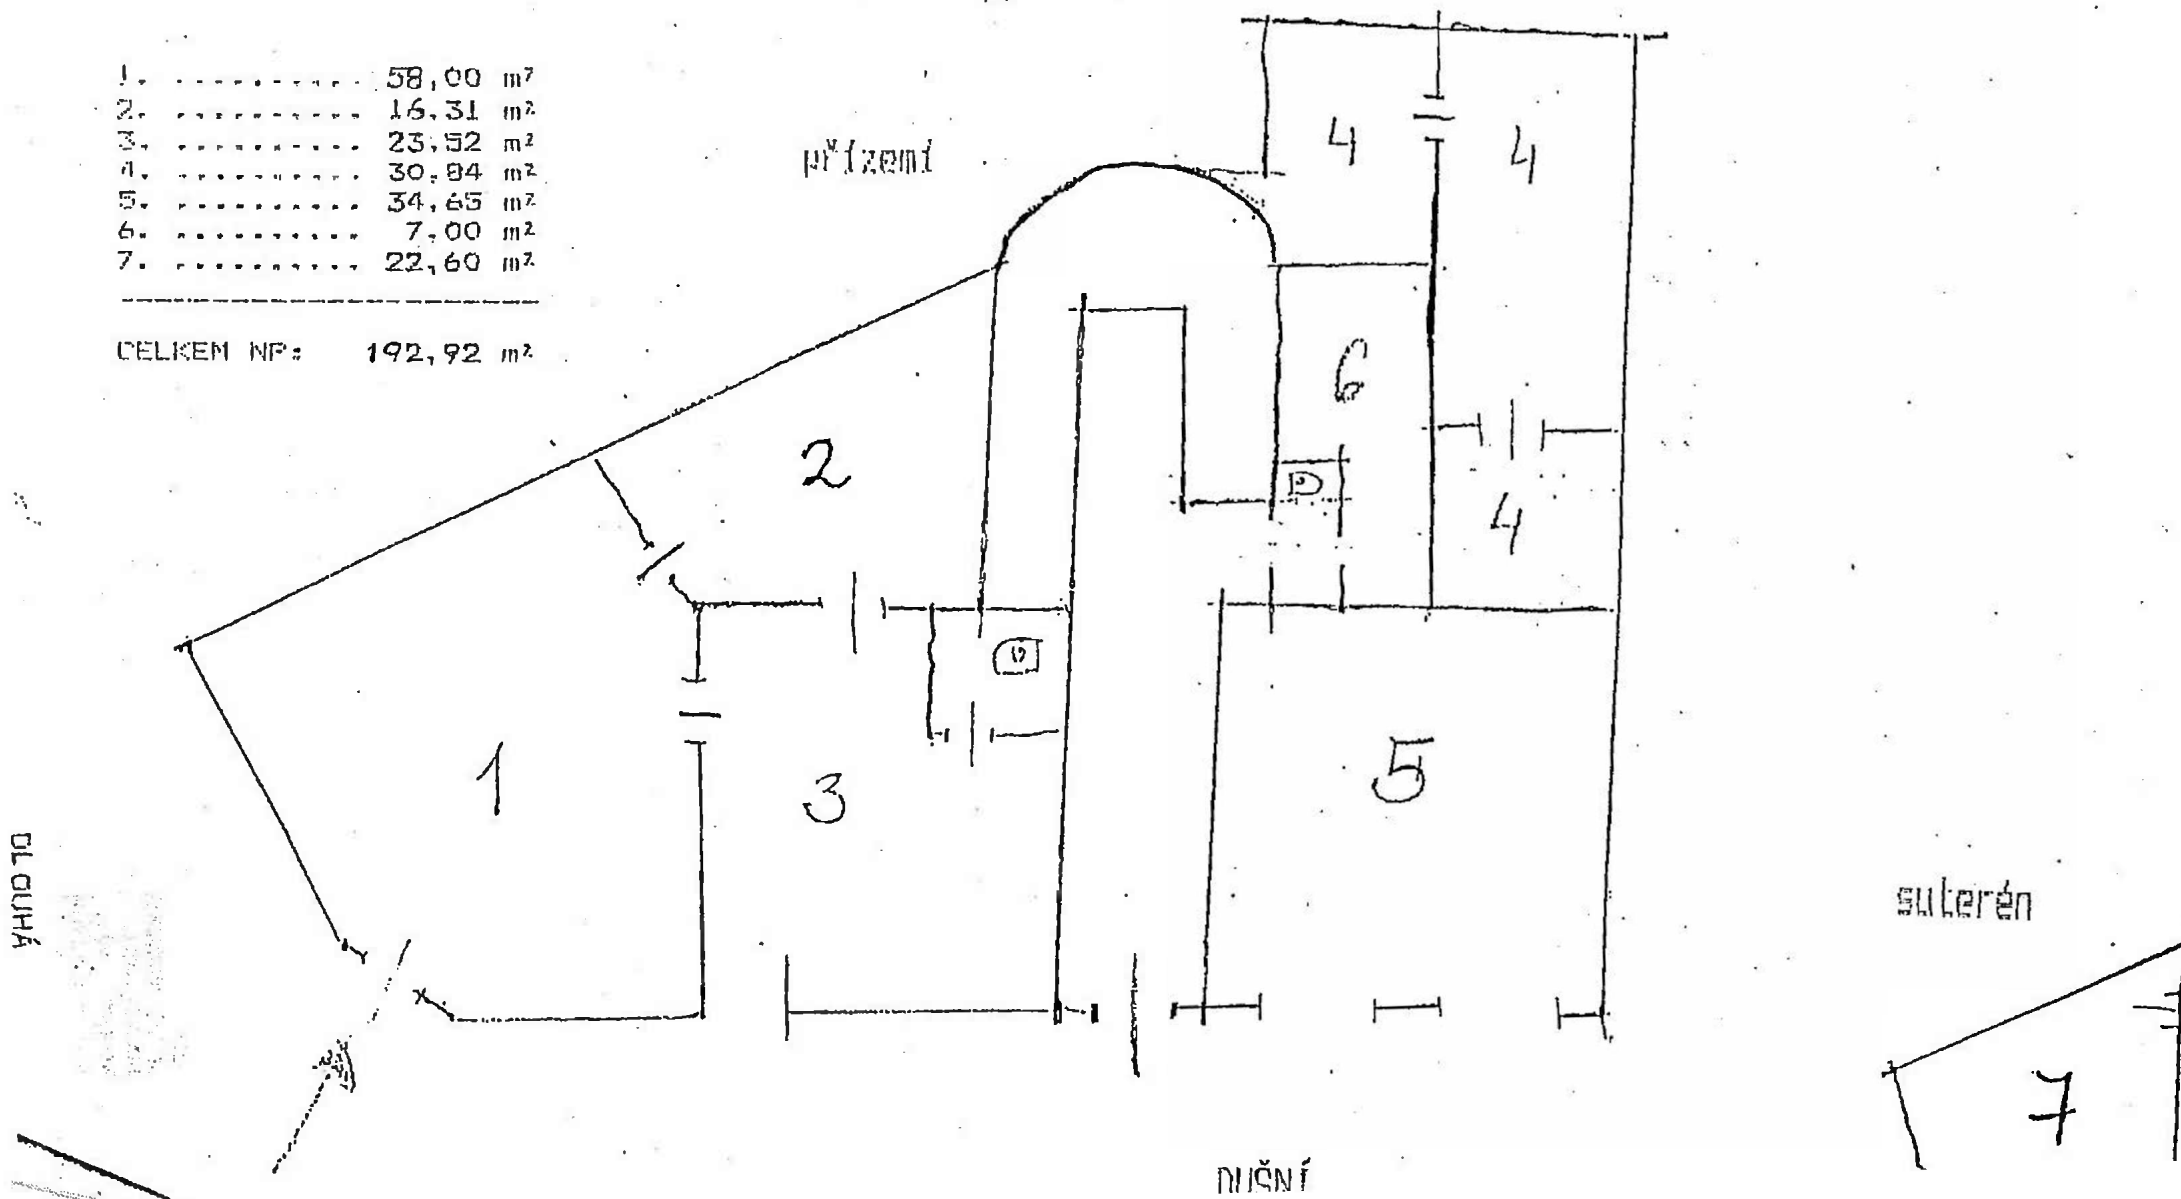 1. .......... 58,00 m²
2. .......... 16,31 m²
3. .......... 23,52 m²
4. .......... 30,84 m²
5. .......... 34,65 m²
6. .......... 7,00 m²
7. .......... 22,60 m²
CELKEM NP: 192,92 m²
přízemí
4
4
6
2
4
1
3
5
DLOUHÁ
suterén
7
DUŠNÍ